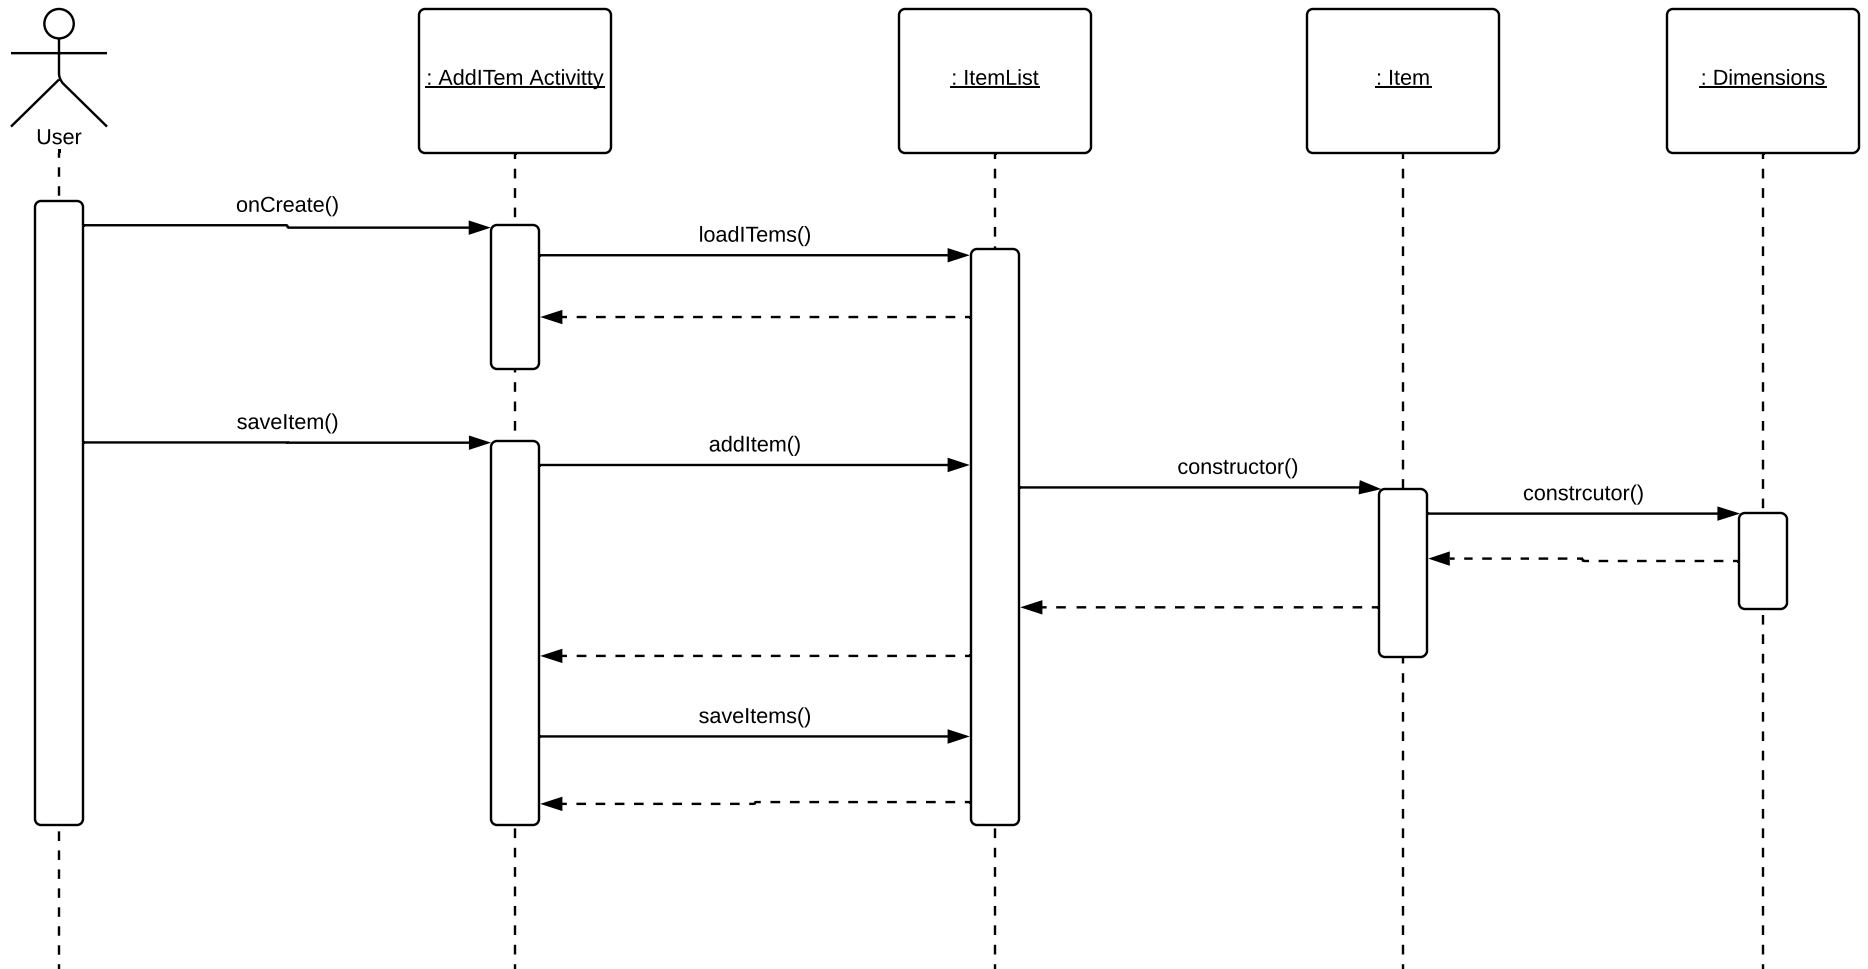 User
: AddITem Activitty
: ItemList
: Item
: Dimensions
onCreate()
loadITems()
saveItem()
addItem()
constructor()
constrcutor()
saveItems()